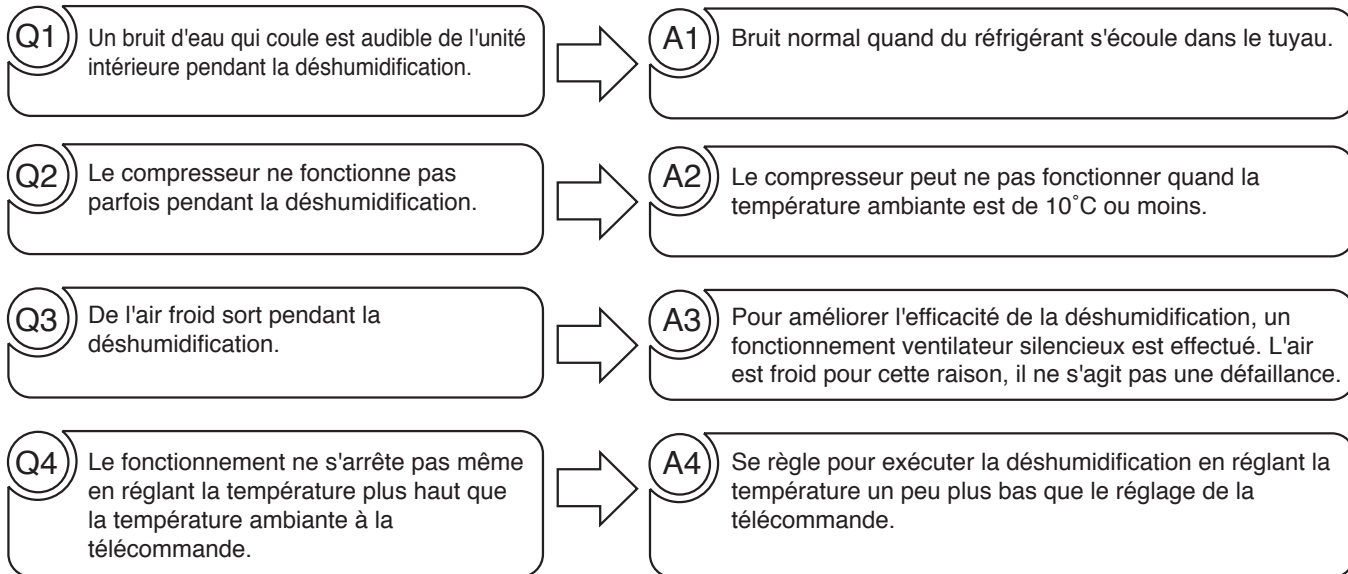 Q1
Un bruit d'eau qui coule est audible de l'unité
intérieure pendant la déshumidification.
A1
Bruit normal quand du réfrigérant s'écoule dans le tuyau.
Q2
Le compresseur ne fonctionne pas
parfois pendant la déshumidification.
A2
Le compresseur peut ne pas fonctionner quand la
température ambiante est de 10°C ou moins.
Q3
De l'air froid sort pendant la
déshumidification.
A3
Pour améliorer l'efficacité de la déshumidification, un
fonctionnement ventilateur silencieux est effectué. L'air
est froid pour cette raison, il ne s'agit pas une défaillance.
Q4
Le fonctionnement ne s'arrête pas même
en réglant la température plus haut que
la température ambiante à la
télécommande.
A4
Se règle pour exécuter la déshumidification en réglant la
température un peu plus bas que le réglage de la
télécommande.